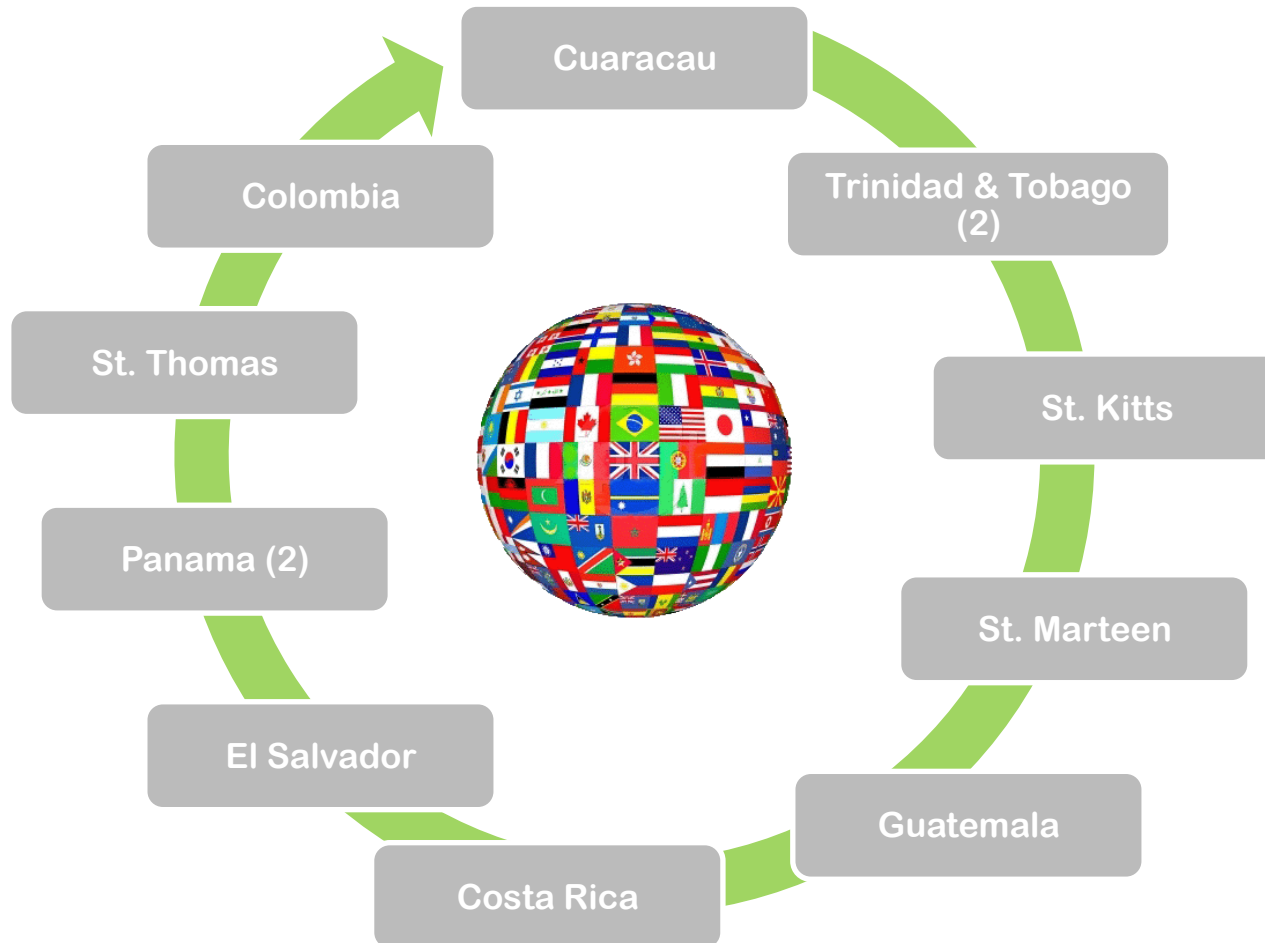 Cuaracau
Trinidad & Tobago
(2)
St. Kitts
St. Marteen
Guatemala
Costa Rica
El Salvador
Panama (2)
St. Thomas
Colombia